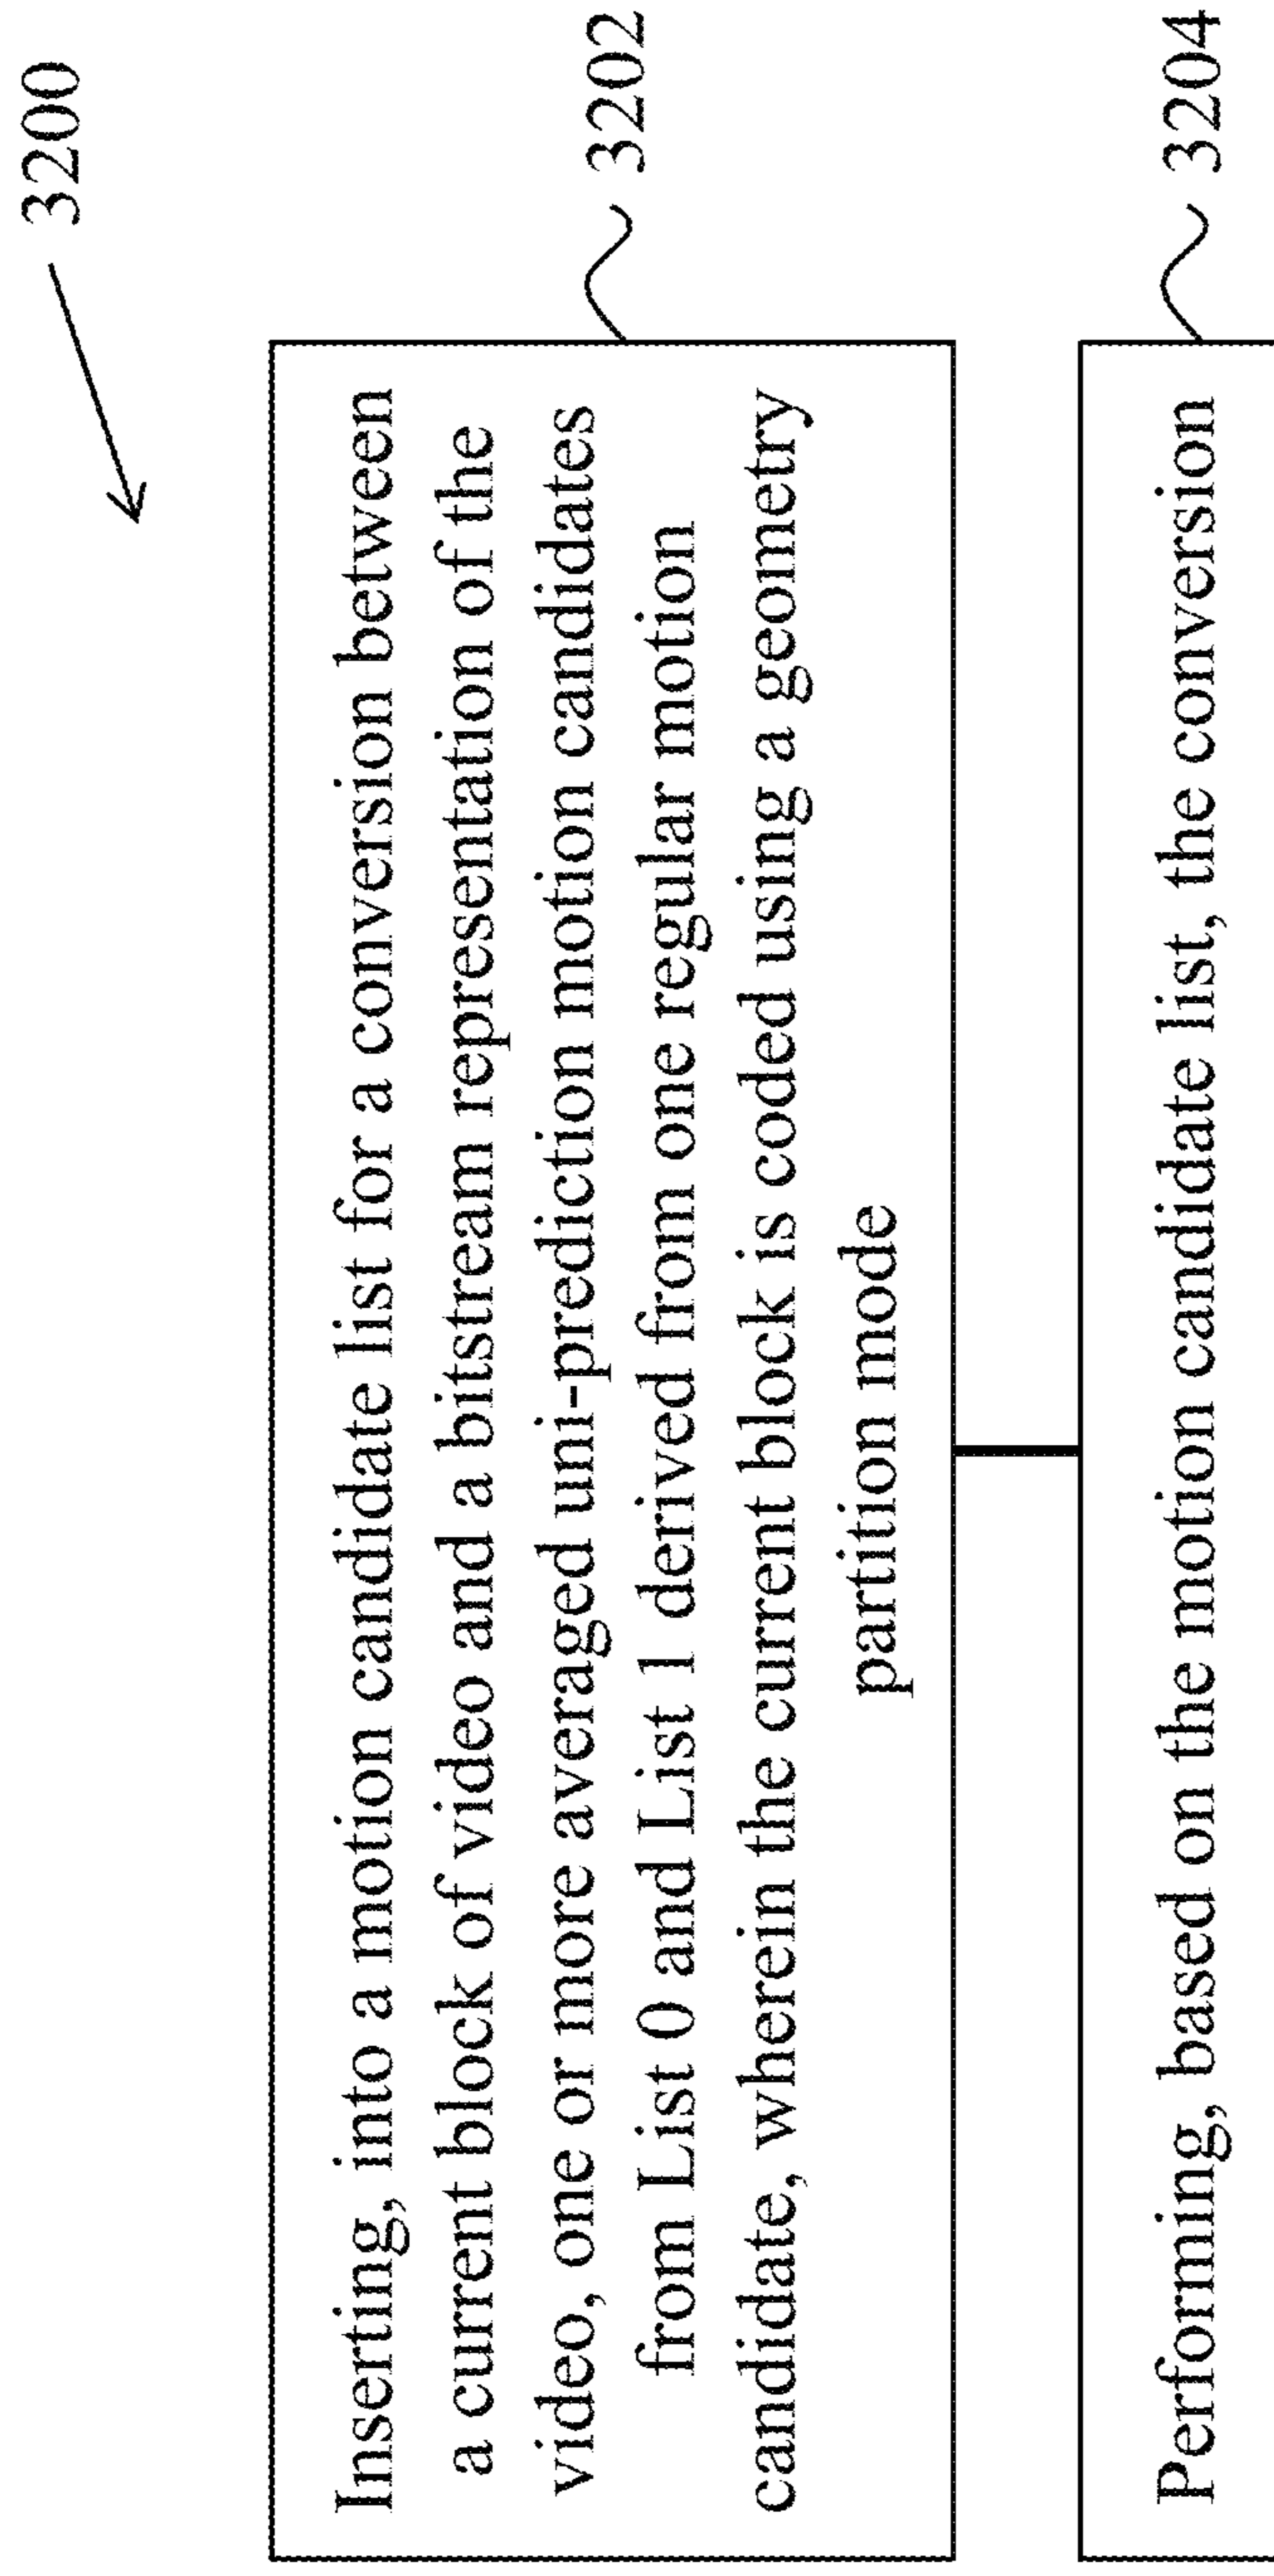 3200
Inserting, into a motion candidate list for a conversion between
a current block of video and a bitstream representation of the
video, one or more averaged uni-prediction motion candidates
from List 0 and List 1 derived from one regular motion
candidate, wherein the current block is coded using a geometry
partition mode
3202
Performing, based on the motion candidate list, the conversion
3204